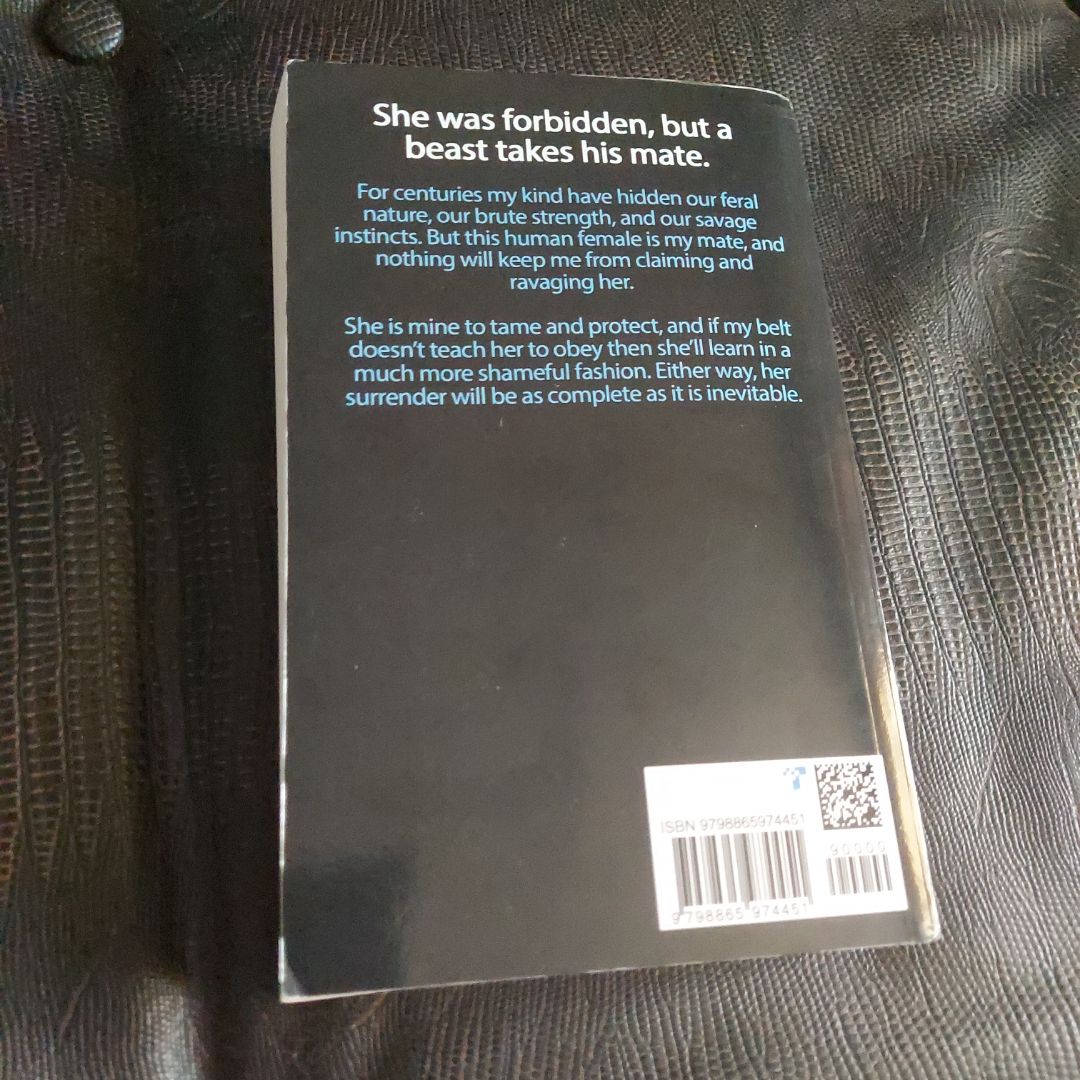 She was forbidden, but a
beast takes his mate.
For centuries my kind have hidden our feral
nature, our brute strength, and our savage
instincts. But this human female is my mate, and
nothing will keep me from claiming and
ravaging her.
She is mine to tame and protect, and if my belt
doesn't teach her to obey then she'll learn in a
much more shameful fashion. Either way, her
surrender will be as complete as it is inevitable.
ISBN 9798865974451
90000
9 798865 974451